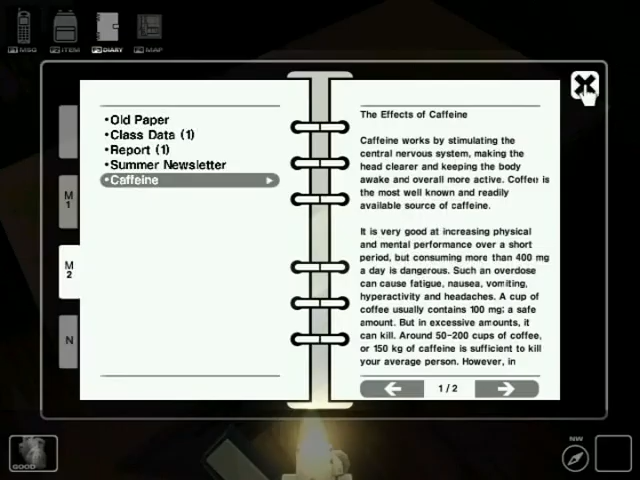 MSG
ITEM
DIARY
MAP
M
1
M
2
N
•Old Paper
•Class Data (1)
•Report (1)
•Summer Newsletter
•Caffeine
The Effects of Caffeine
Caffeine works by stimulating the
central nervous system, making the
head clearer and keeping the body
awake and overall more active. Coffee is
the most well known and readily
available source of caffeine.
It is very good at increasing physical
and mental performance over a short
period, but consuming more than 400 mg
a day is dangerous. Such an overdose
can cause fatigue, nausea, vomiting,
hyperactivity and headaches. A cup of
coffee usually contains 100 mg; a safe
amount. But in excessive amounts, it
can kill. Around 50-200 cups of coffee,
or 150 kg of caffeine is sufficient to kill
your average person. However, in
1/2
GOOD
NW